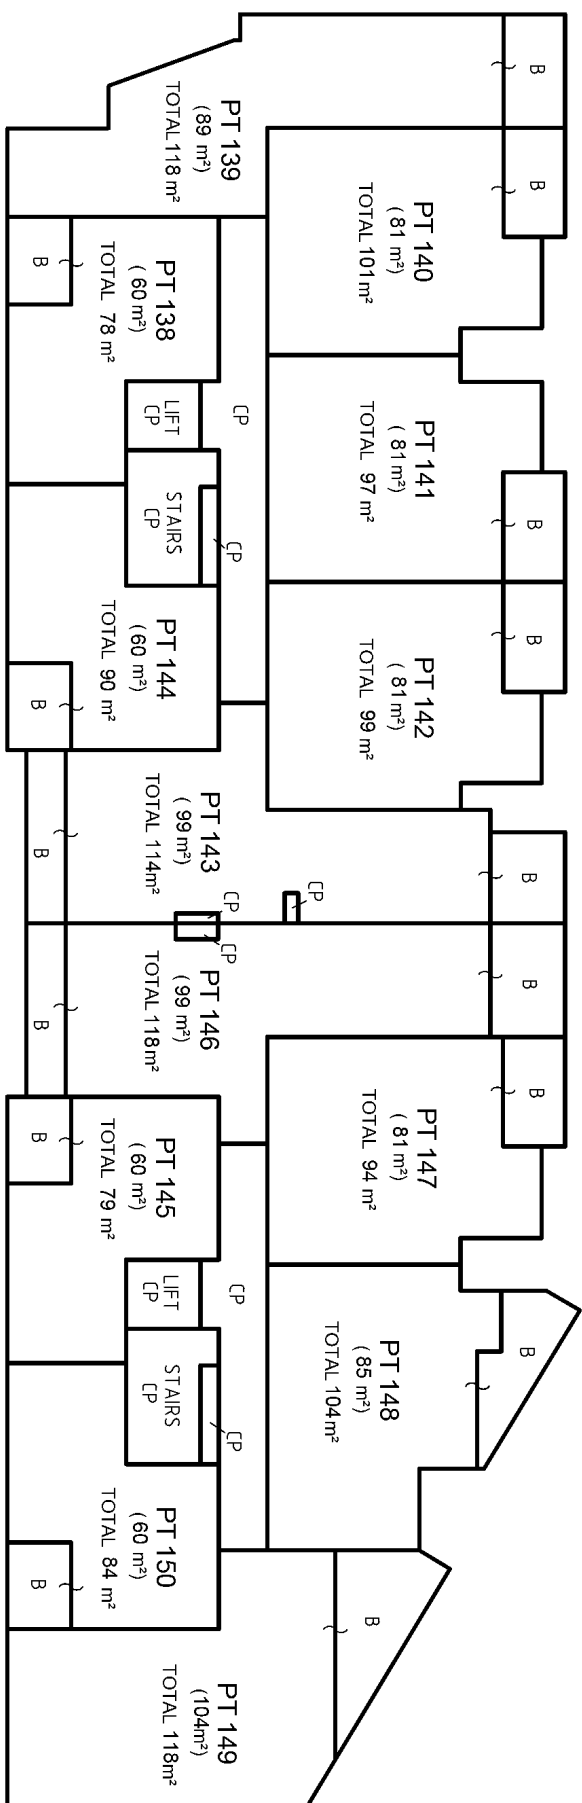 B
B
PT 139
(89 m²)
TOTAL 118 m²
PT 140
(81 m²)
TOTAL 101m²
B
PT 138
(60 m²)
TOTAL 78 m²
LIFT
CP
CP
PT 141
(81m²)
TOTAL 97 m²
B
STAIRS
CP
CP
PT 144
(60 m²)
TOTAL 90 m²
B
PT 142
(81 m²)
TOTAL 99 m²
B
PT 143
(99 m²)
TOTAL 114m²
B
B
CP
CP
CP
PT 146
(99 m²)
TOTAL 118m²
B
B
PT 147
(81 m²)
TOTAL 94 m²
B
PT 145
(60 m²)
TOTAL 79 m²
B
LIFT
CP
CP
PT 148
(85 m²)
TOTAL 104m²
B
STAIRS
CP
CP
PT 150
(60 m²)
TOTAL 84 m²
B
PT 149
(104m²)
TOTAL 118m²
B